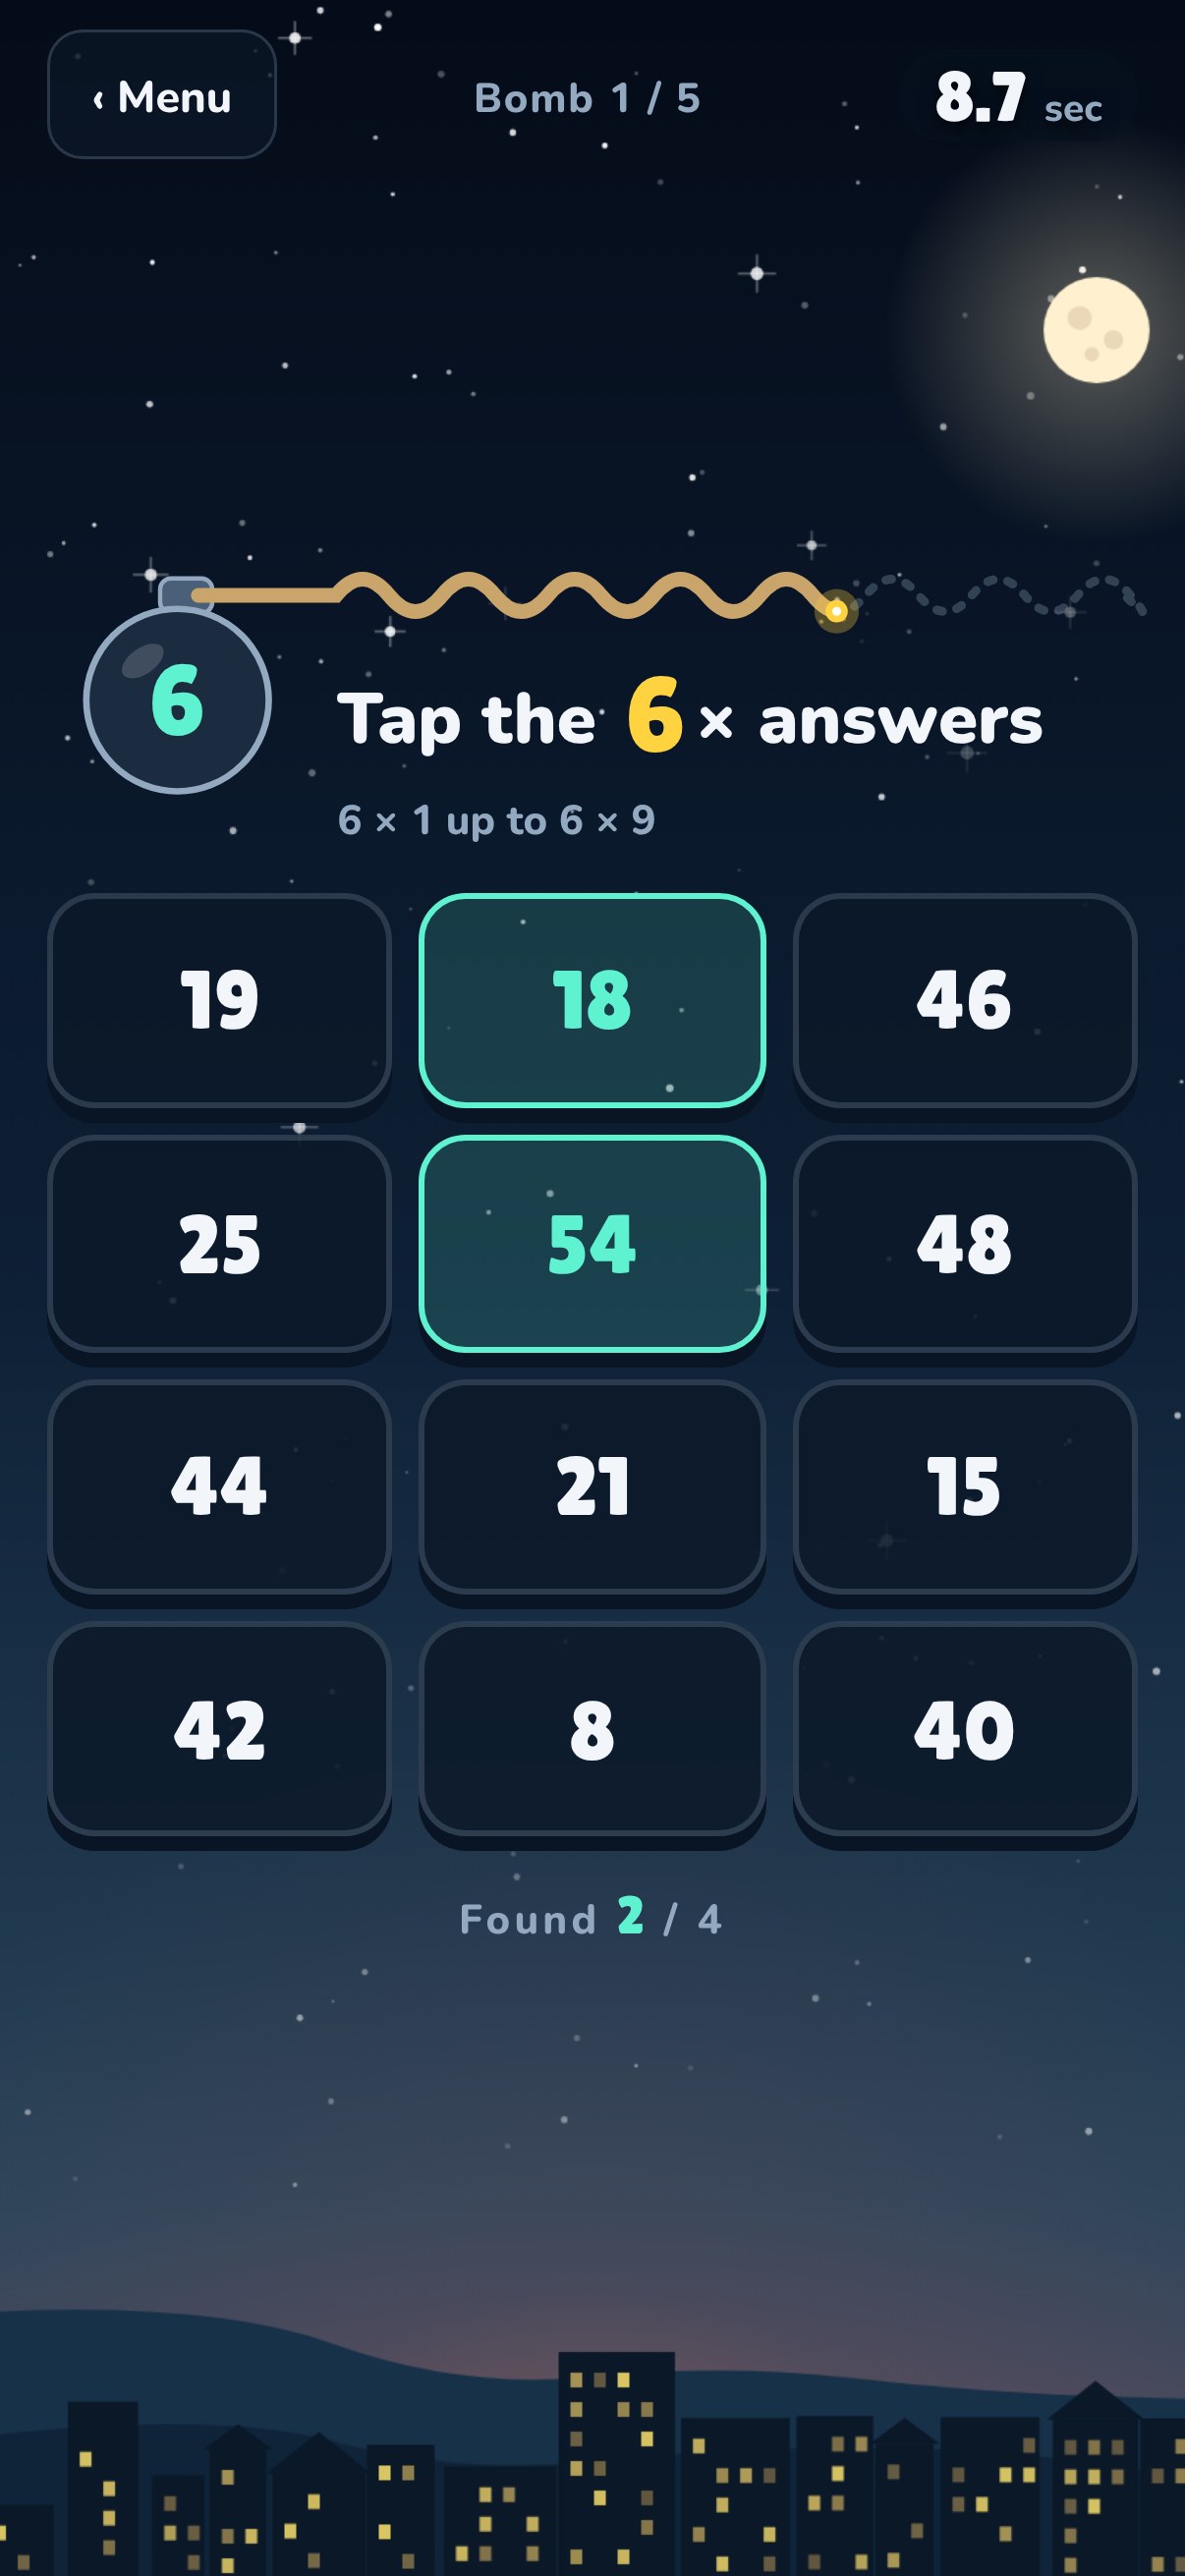 ‹ Menu
Bomb 1 / 5
8.7 sec
6
Tap the 6× answers
6 × 1 up to 6 × 9
19 18 46
25 54 48
44 21 15
42 8 40
Found 2 / 4